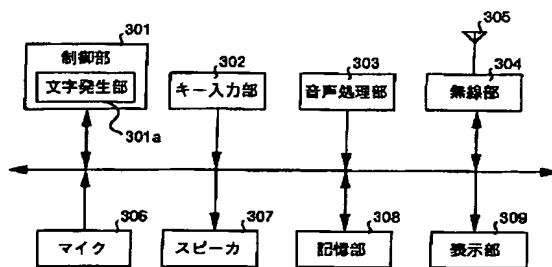 301
制御部
文字発生部
301a
302
キー入力部
303
音声処理部
305
304
無線部
306
マイク
307
スピーカ
308
記憶部
309
表示部